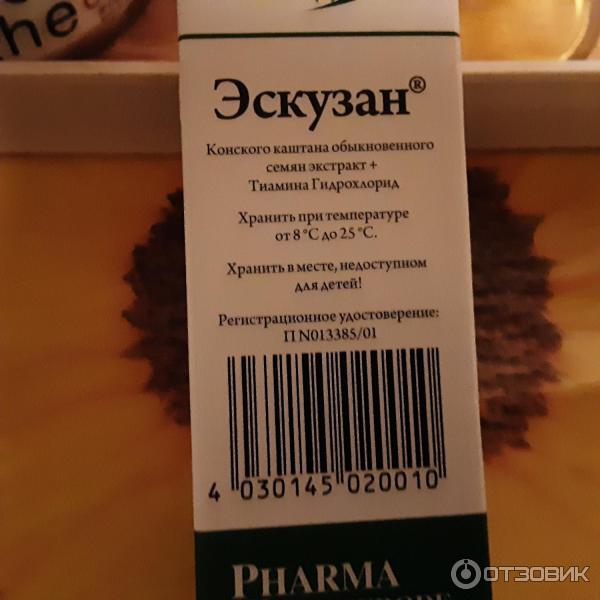 he
Эскузан®
Конского каштана обыкновенного
семян экстракт +
Тиамина Гидрохлорид
Хранить при температуре
от 8 °C до 25 °C.
Хранить в месте, недоступном
для детей!
Регистрационное удостоверение:
П N013385/01
4 030145 020010
PHARMA
ОТЗОВИК